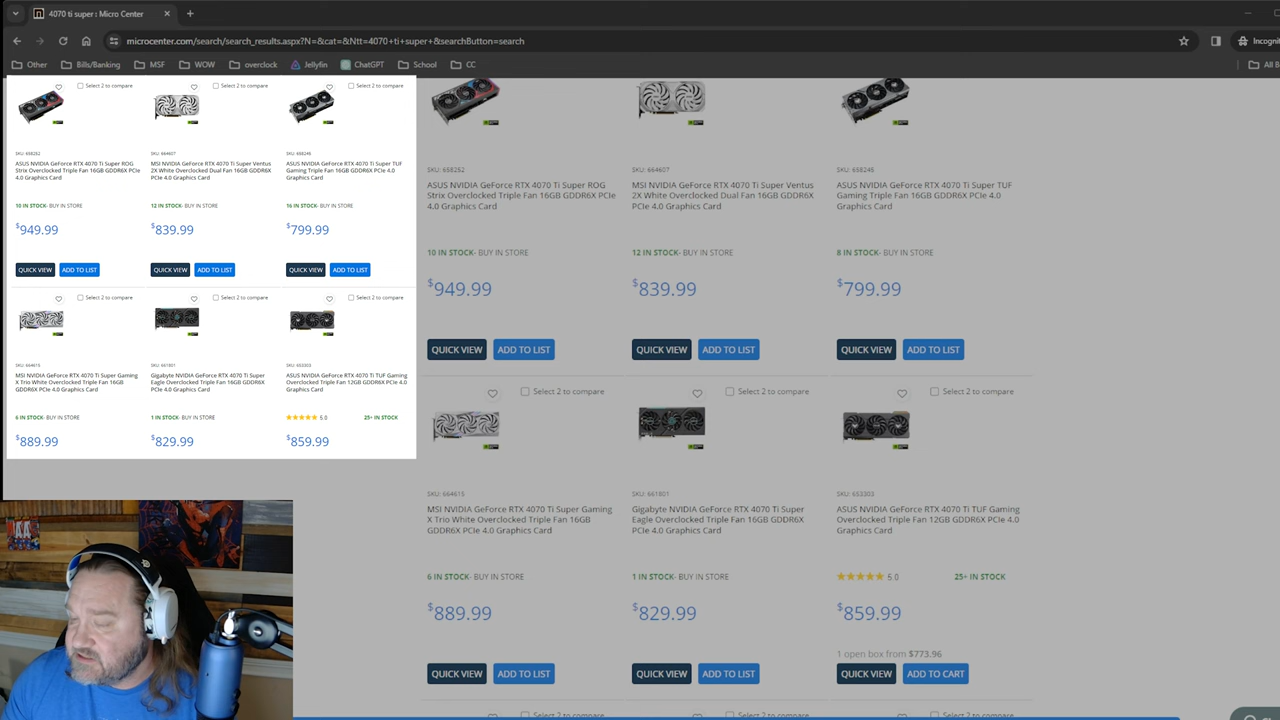 4070 ti super : Micro Center
microcenter.com/search/search_results.aspx?N=&cat=&Ntt=4070+ti+super+&searchButton=search
Incognit
Other
Bills/Banking
MSF
WOW
overclock
Jellyfin
ChatGPT
School
CC
All B
Select 2 to compare
Select 2 to compare
Select 2 to compare
SKU: 658252
SKU: 664607
SKU: 658245
ASUS NVIDIA GeForce RTX 4070 Ti Super ROG
Strix Overclocked Triple Fan 16GB GDDR6X PCIe
4.0 Graphics Card
MSI NVIDIA GeForce RTX 4070 Ti Super Ventus
2X White Overclocked Dual Fan 16GB GDDR6X
PCIe 4.0 Graphics Card
ASUS NVIDIA GeForce RTX 4070 Ti Super TUF
Gaming Triple Fan 16GB GDDR6X PCIe 4.0
Graphics Card
10 IN STOCK- BUY IN STORE
12 IN STOCK- BUY IN STORE
16 IN STOCK- BUY IN STORE
$949.99
$839.99
$799.99
QUICK VIEW
ADD TO LIST
QUICK VIEW
ADD TO LIST
QUICK VIEW
ADD TO LIST
Select 2 to compare
Select 2 to compare
Select 2 to compare
SKU: 664615
SKU: 661801
SKU: 653303
MSI NVIDIA GeForce RTX 4070 Ti Super Gaming
X Trio White Overclocked Triple Fan 16GB
GDDR6X PCIe 4.0 Graphics Card
Gigabyte NVIDIA GeForce RTX 4070 Ti Super
Eagle Overclocked Triple Fan 16GB GDDR6X
PCIe 4.0 Graphics Card
ASUS NVIDIA GeForce RTX 4070 Ti TUF Gaming
Overclocked Triple Fan 12GB GDDR6X PCIe 4.0
Graphics Card
6 IN STOCK- BUY IN STORE
1 IN STOCK- BUY IN STORE
5.0
25+ IN STOCK
$889.99
$829.99
$859.99
SKU: 658252
SKU: 664607
SKU: 658245
ASUS NVIDIA GeForce RTX 4070 Ti Super ROG
Strix Overclocked Triple Fan 16GB GDDR6X PCIe
4.0 Graphics Card
MSI NVIDIA GeForce RTX 4070 Ti Super Ventus
2X White Overclocked Dual Fan 16GB GDDR6X
PCIe 4.0 Graphics Card
ASUS NVIDIA GeForce RTX 4070 Ti Super TUF
Gaming Triple Fan 16GB GDDR6X PCIe 4.0
Graphics Card
10 IN STOCK- BUY IN STORE
12 IN STOCK- BUY IN STORE
8 IN STOCK- BUY IN STORE
$949.99
$839.99
$799.99
QUICK VIEW
ADD TO LIST
QUICK VIEW
ADD TO LIST
QUICK VIEW
ADD TO LIST
Select 2 to compare
Select 2 to compare
Select 2 to compare
SKU: 664615
SKU: 661801
SKU: 653303
MSI NVIDIA GeForce RTX 4070 Ti Super Gaming
X Trio White Overclocked Triple Fan 16GB
GDDR6X PCIe 4.0 Graphics Card
Gigabyte NVIDIA GeForce RTX 4070 Ti Super
Eagle Overclocked Triple Fan 16GB GDDR6X
PCIe 4.0 Graphics Card
ASUS NVIDIA GeForce RTX 4070 Ti TUF Gaming
Overclocked Triple Fan 12GB GDDR6X PCIe 4.0
Graphics Card
6 IN STOCK- BUY IN STORE
1 IN STOCK- BUY IN STORE
5.0
25+ IN STOCK
$889.99
$829.99
$859.99
1 open box from $773.96
QUICK VIEW
ADD TO LIST
QUICK VIEW
ADD TO LIST
QUICK VIEW
ADD TO CART
Select 2 to compare
Select 2 to compare